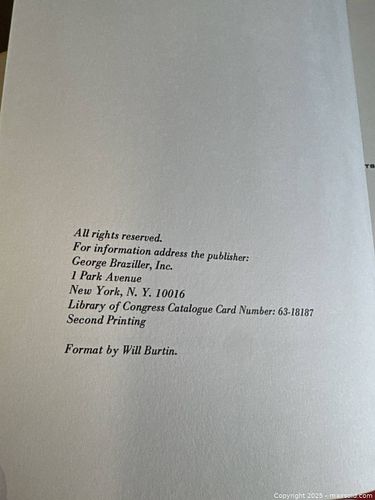 TS
All rights reserved.
For information address the publisher:
George Braziller, Inc.
1 Park Avenue
New York, N. Y. 10016
Library of Congress Catalogue Card Number: 63-18187
Second Printing
Format by Will Burtin.
Copyright 2025 - maxsold.com